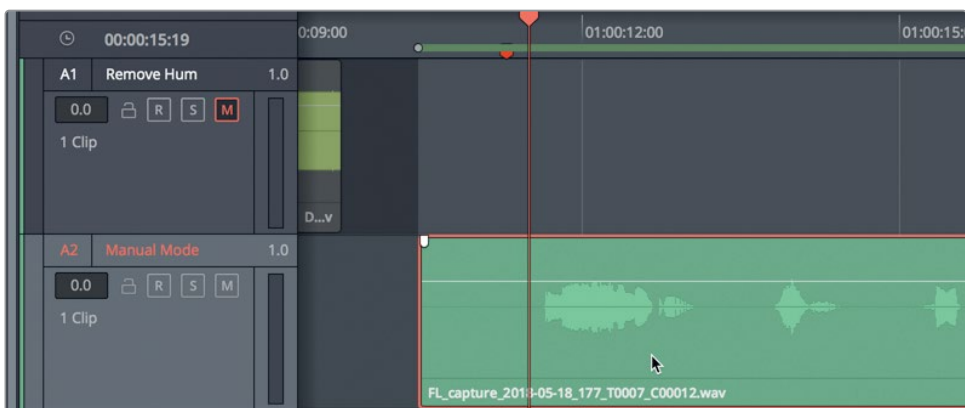 00:00:15:19
0:09:00
01:00:12:00
01:00:15:
A1 Remove Hum 1.0
0.0 R S M
1 Clip
D...v
A2 Manual Mode 1.0
0.0 R S M
1 Clip
FL_capture_2018-05-18_177_T0007_C00012.wav